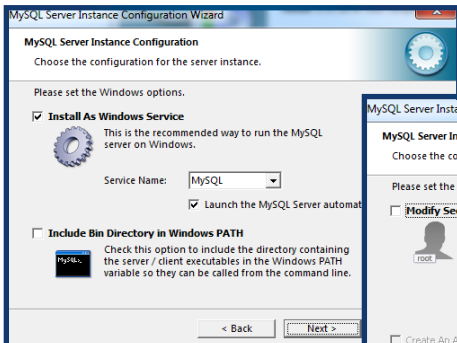 MySQL Server Instance Configuration Wizard
MySQL Server Instance Configuration
Choose the configuration for the server instance.
Please set the Windows options.
Install As Windows Service
This is the recommended way to run the MySQL
server on Windows.
Service Name: MySQL
Launch the MySQL Server automat
Include Bin Directory in Windows PATH
Check this option to include the directory containing
the server / client executables in the Windows PATH
variable so they can be called from the command line.
< Back Next >
MySQL Server Insta
MySQL Server In
Choose the co
Please set the
Modify Sec
root
Create An A